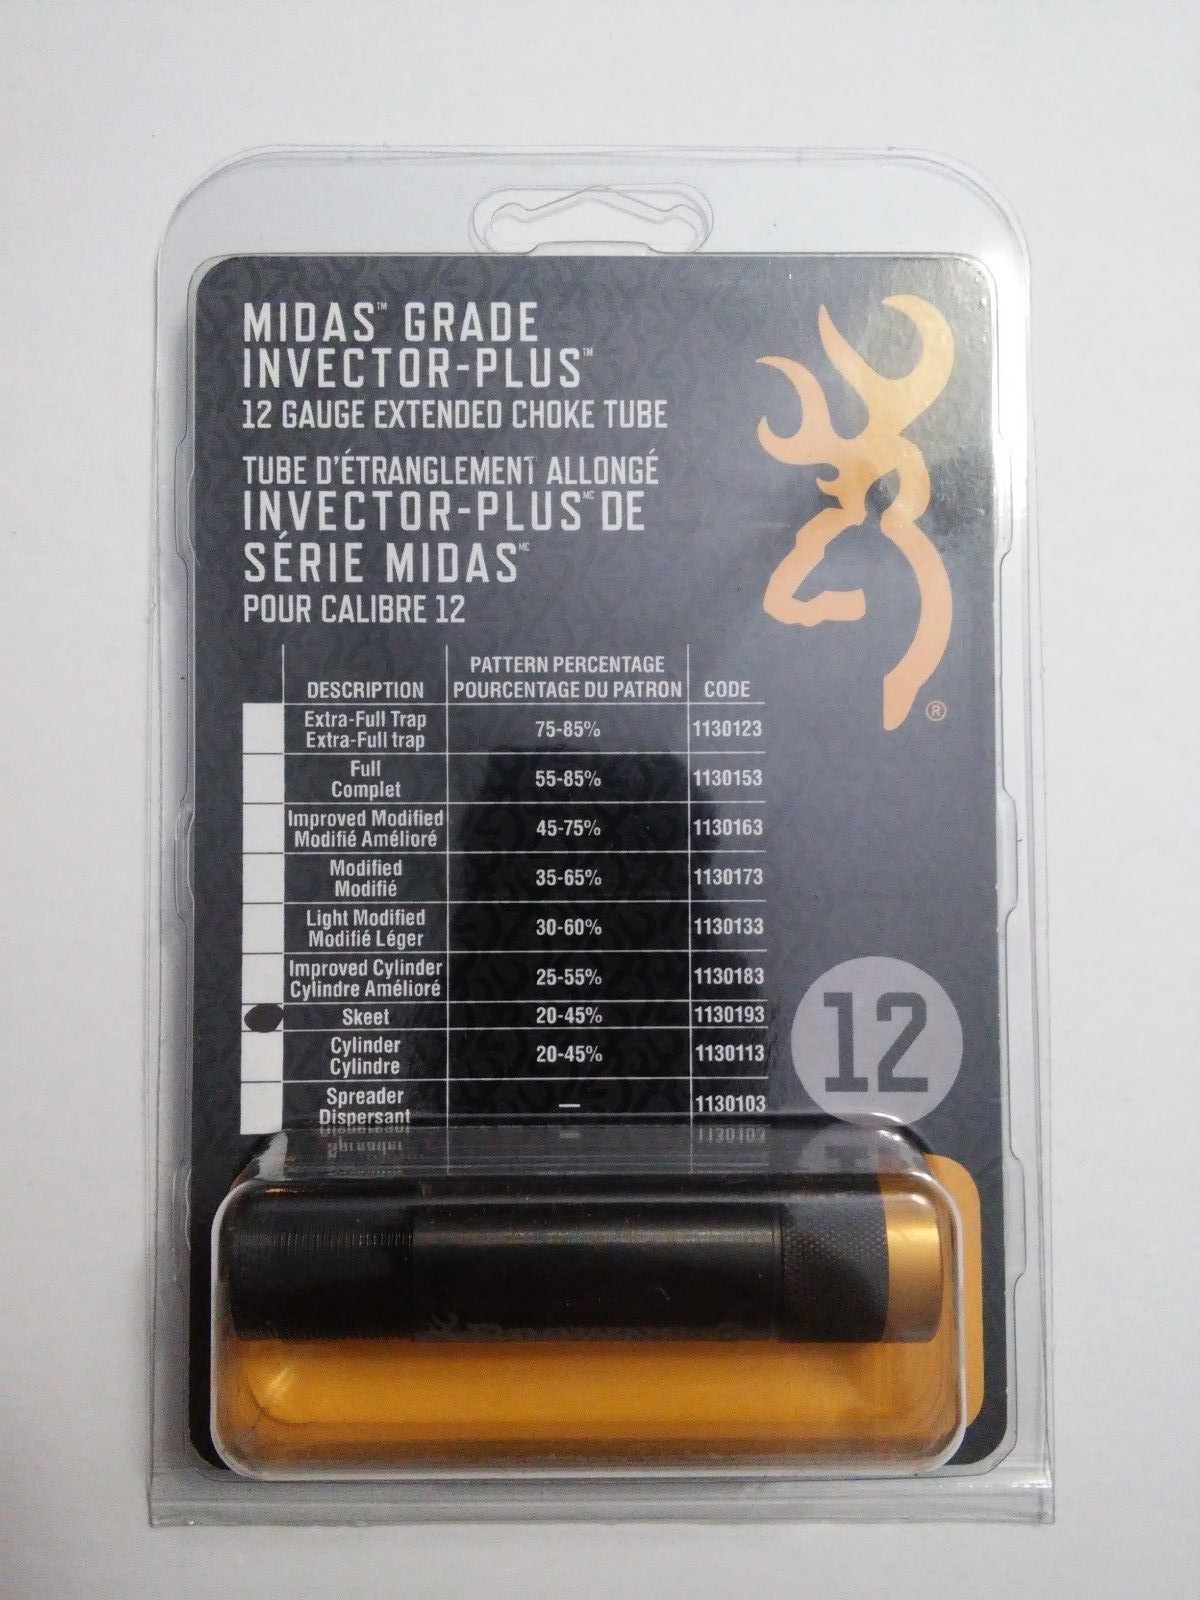 MIDAS™ GRADE
INVECTOR-PLUS™
12 GAUGE EXTENDED CHOKE TUBE
TUBE D'ÉTRANGLEMENT ALLONGÉ
INVECTOR-PLUS MC DE
SÉRIE MIDAS MC
POUR CALIBRE 12
PATTERN PERCENTAGE
DESCRIPTION POURCENTAGE DU PATRON CODE
Extra-Full Trap
Extra-Full trap 75-85% 1130123
Full
Complet 55-85% 1130153
Improved Modified
Modifié Amélioré 45-75% 1130163
Modified
Modifié 35-65% 1130173
Light Modified
Modifié Léger 30-60% 1130133
Improved Cylinder
Cylindre Amélioré 25-55% 1130183
Skeet 20-45% 1130193
Cylinder
Cylindre 20-45% 1130113
Spreader
Dispersant — 1130103
®
12